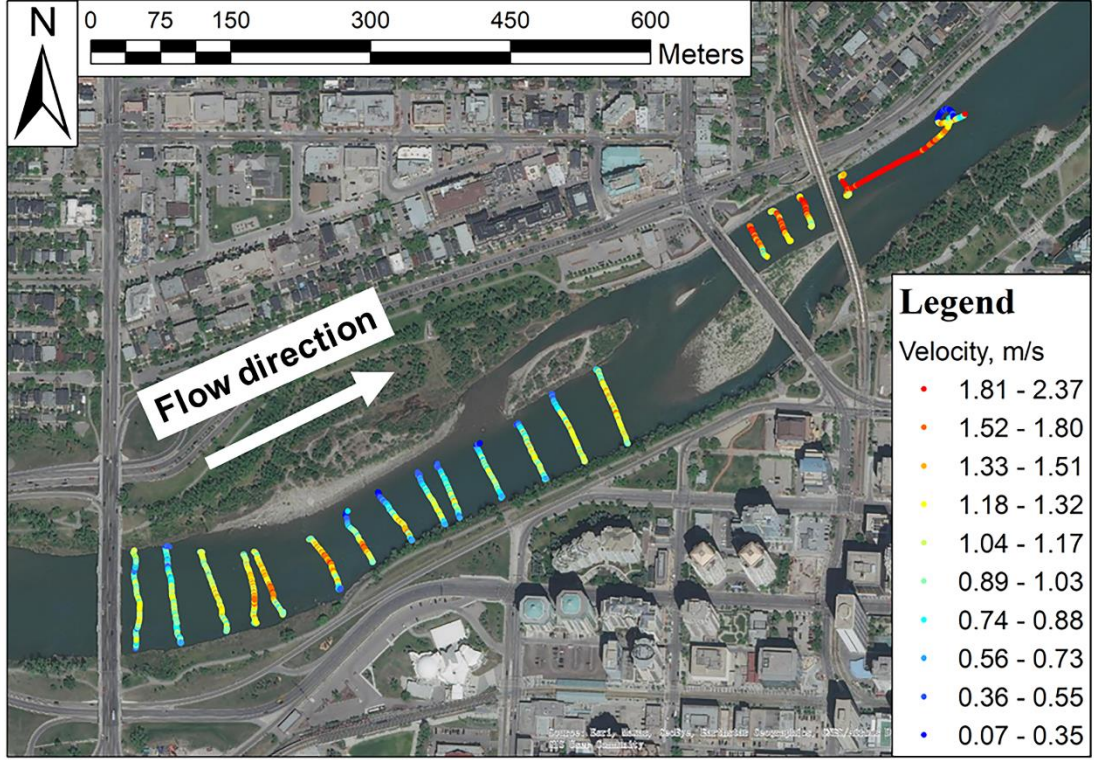 N
0 75 150 300 450 600
Meters
Flow direction
Legend
Velocity, m/s
1.81 - 2.37
1.52 - 1.80
1.33 - 1.51
1.18 - 1.32
1.04 - 1.17
0.89 - 1.03
0.74 - 0.88
0.56 - 0.73
0.36 - 0.55
0.07 - 0.35
Source: Esri,